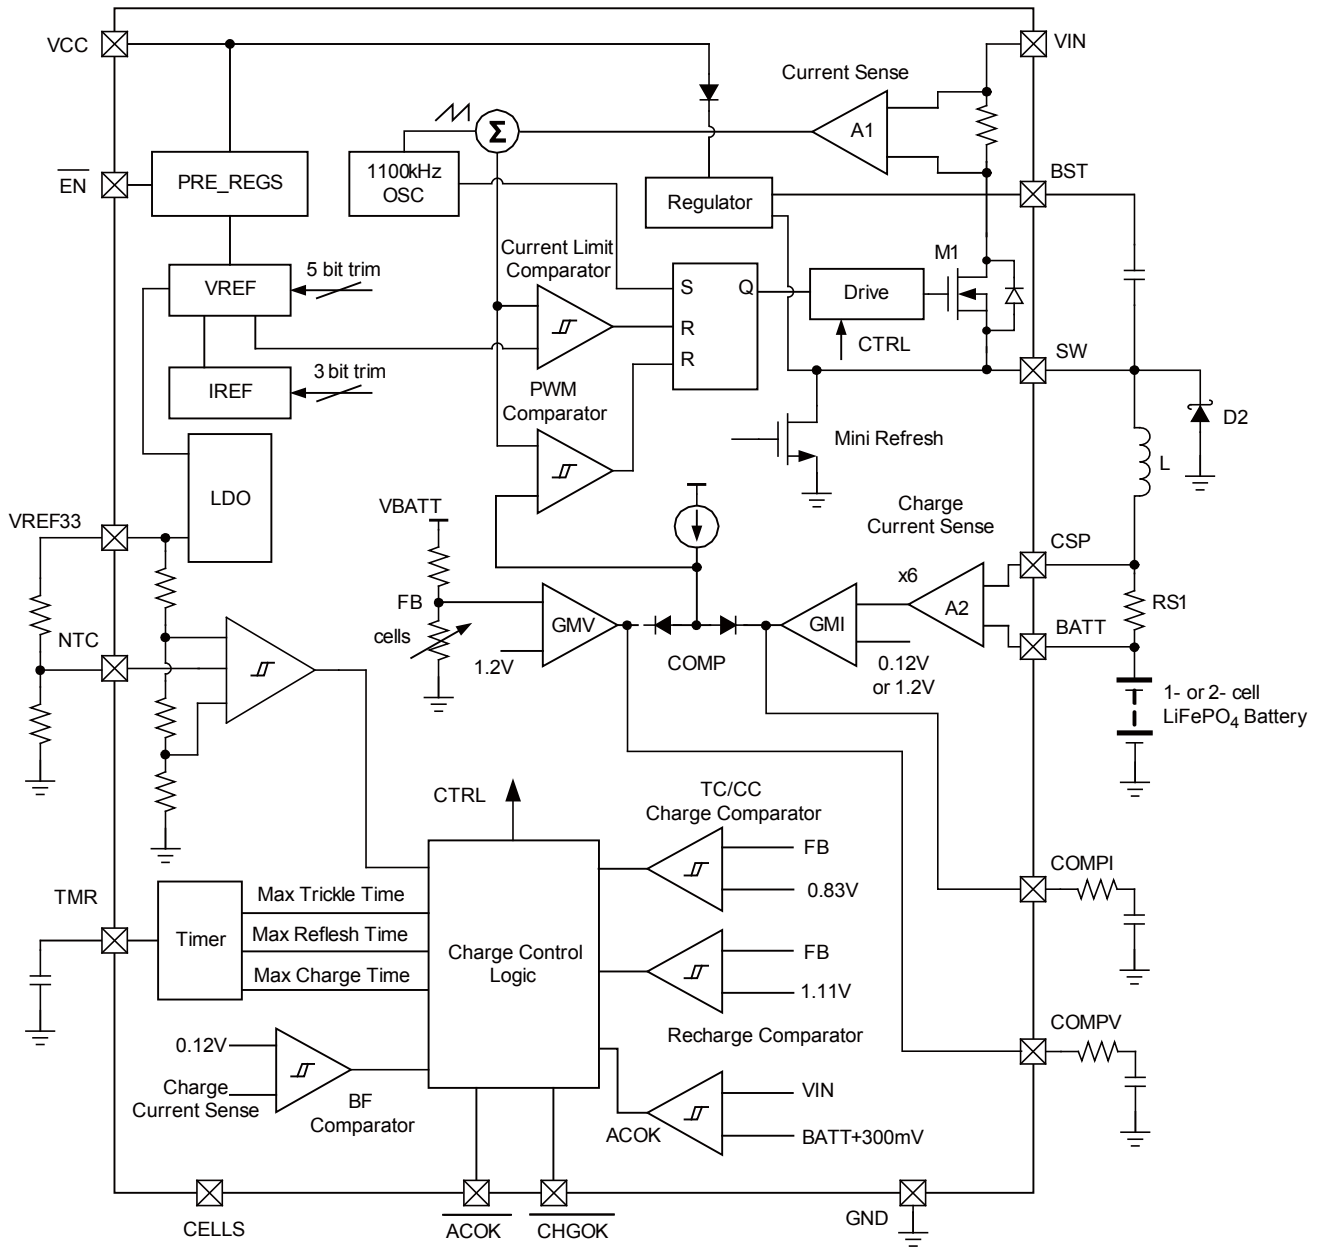 VCC
VIN
Current Sense
A1
Σ
1100kHz
OSC
EN
PRE_REGS
Regulator
BST
Current Limit
Comparator
M1
5 bit trim
VREF
S
Q
R
R
Drive
CTRL
SW
3 bit trim
IREF
PWM
Comparator
Mini Refresh
D2
L
LDO
VREF33
VBATT
Charge
Current Sense
CSP
x6
A2
RS1
FB
GMV
GMI
NTC
cells
1.2V
COMP
0.12V
or 1.2V
BATT
1- or 2- cell
LiFePO4 Battery
CTRL
TC/CC
Charge Comparator
FB
0.83V
COMPI
TMR
Max Trickle Time
Timer
Max Reflesh Time
Max Charge Time
Charge Control
Logic
FB
1.11V
Recharge Comparator
COMPV
0.12V
Charge
Current Sense
BF
Comparator
VIN
ACOK
BATT+300mV
CELLS
ACOK
CHGOK
GND